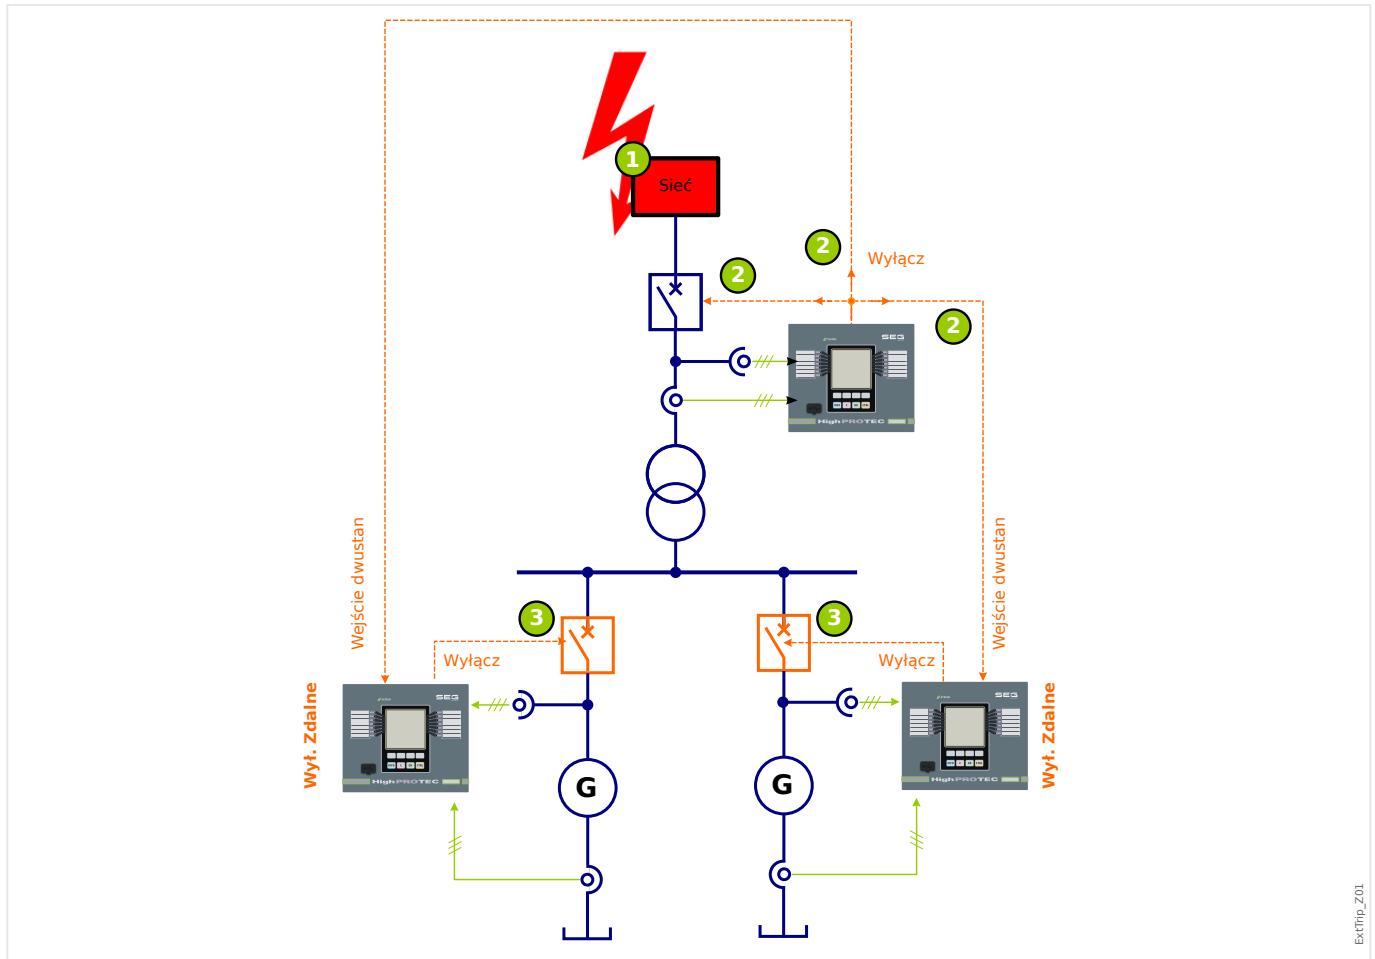 1
Sieć
2
Wyłącz
2
2
SEG
HighPROTEC
Wejście dwustan
Wejście dwustan
3
3
Wyłącz
Wyłącz
Wył. Zdalne
SEG
HighPROTEC
SEG
HighPROTEC
Wył. Zdalne
G
G
ExtTrip_Z01